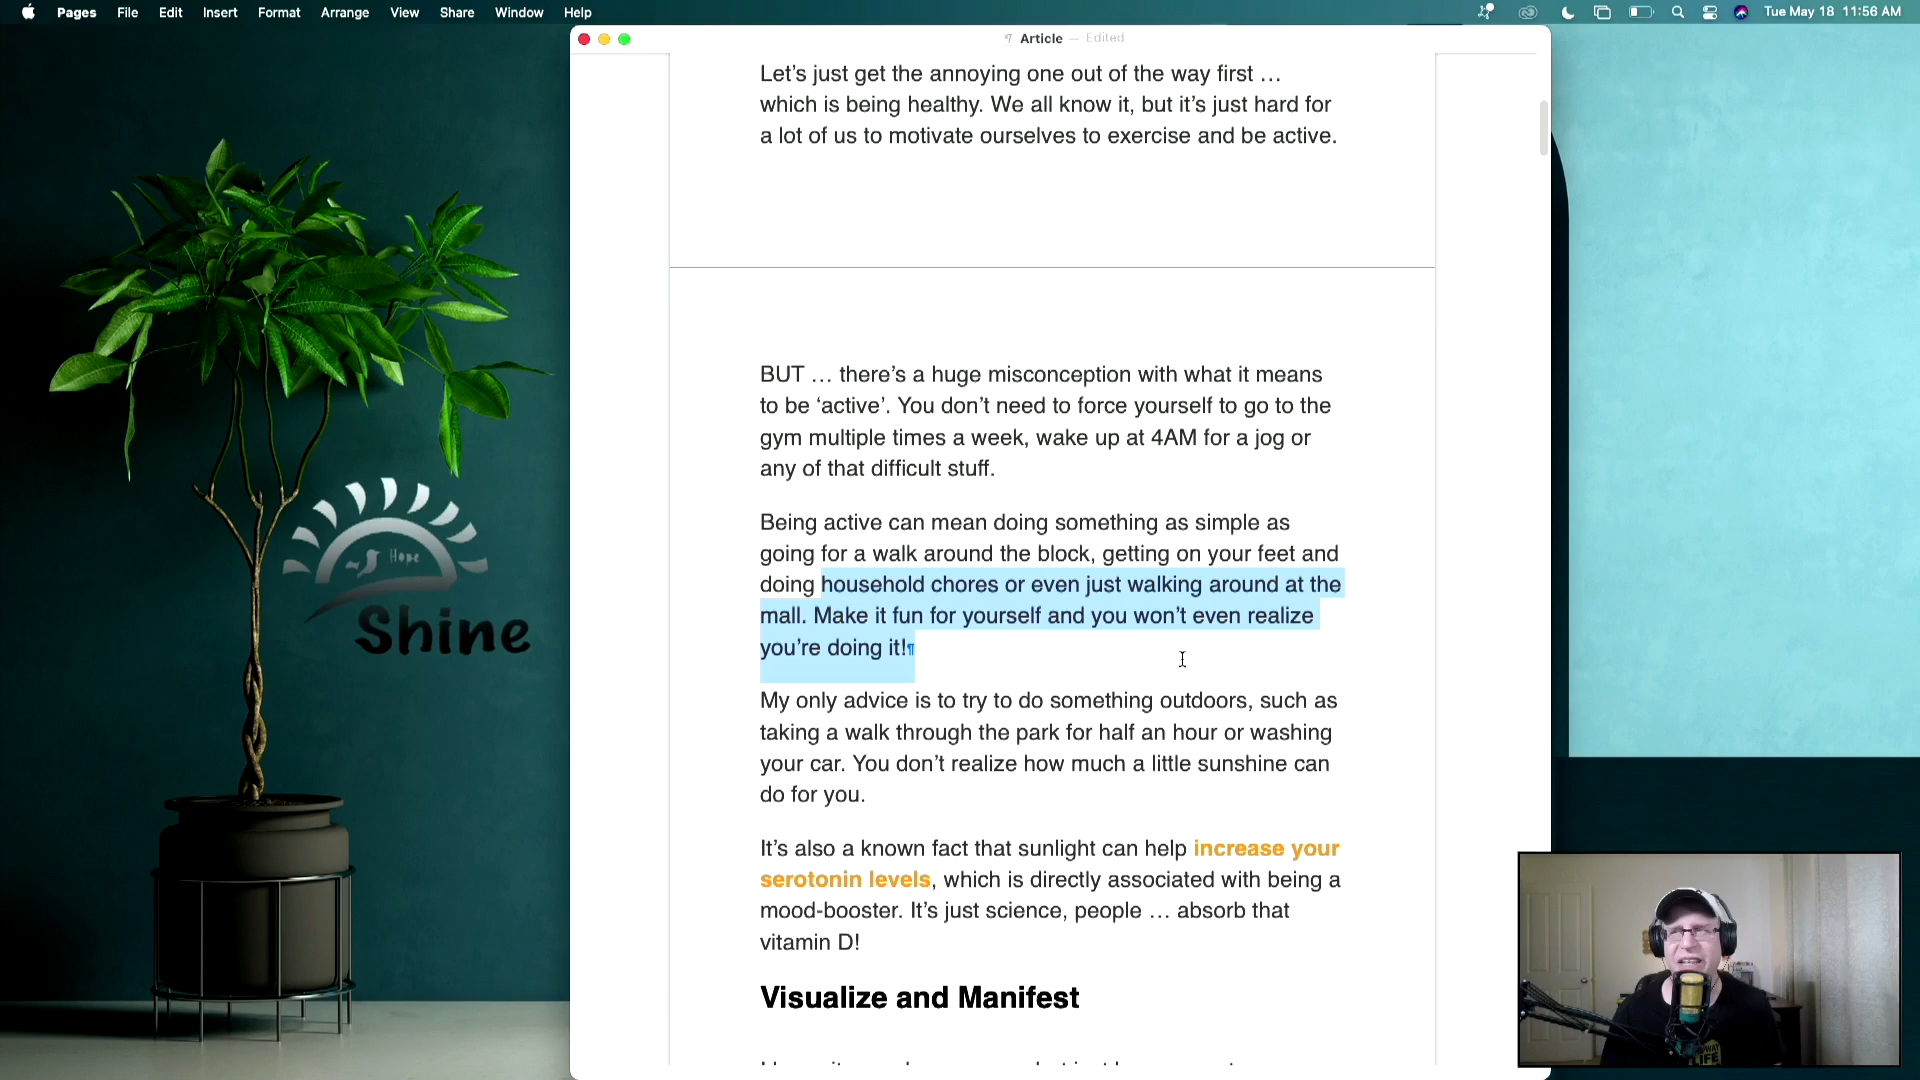 Pages File Edit Insert Format Arrange View Share Window Help
Tue May 18 11:56 AM
Article — Edited
Let’s just get the annoying one out of the way first …
which is being healthy. We all know it, but it’s just hard for
a lot of us to motivate ourselves to exercise and be active.
BUT … there’s a huge misconception with what it means
to be ‘active’. You don’t need to force yourself to go to the
gym multiple times a week, wake up at 4AM for a jog or
any of that difficult stuff.
Being active can mean doing something as simple as
going for a walk around the block, getting on your feet and
doing household chores or even just walking around at the
mall. Make it fun for yourself and you won’t even realize
you’re doing it!¶
My only advice is to try to do something outdoors, such as
taking a walk through the park for half an hour or washing
your car. You don’t realize how much a little sunshine can
do for you.
It’s also a known fact that sunlight can help increase your
serotonin levels, which is directly associated with being a
mood-booster. It’s just science, people … absorb that
vitamin D!
Visualize and Manifest
Hope
Shine
LIFE